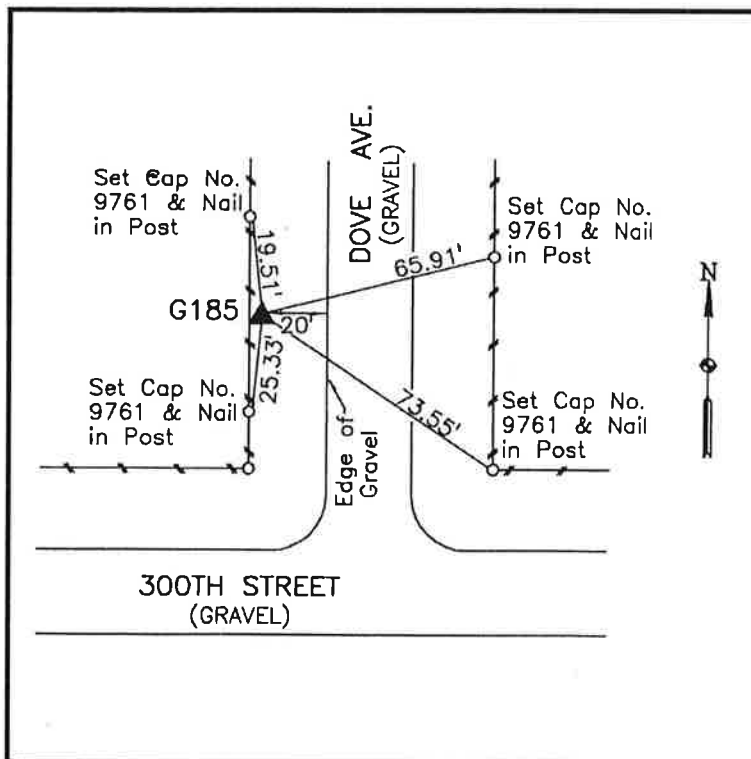 DOVE AVE.
(GRAVEL)
Set Cap No.
9761 & Nail
in Post
Set Cap No.
9761 & Nail
in Post
19.51'
65.91'
N
G185
20'
25.33'
73.55'
Set Cap No.
9761 & Nail
in Post
Set Cap No.
9761 & Nail
in Post
Edge of
Gravel
300TH STREET
(GRAVEL)